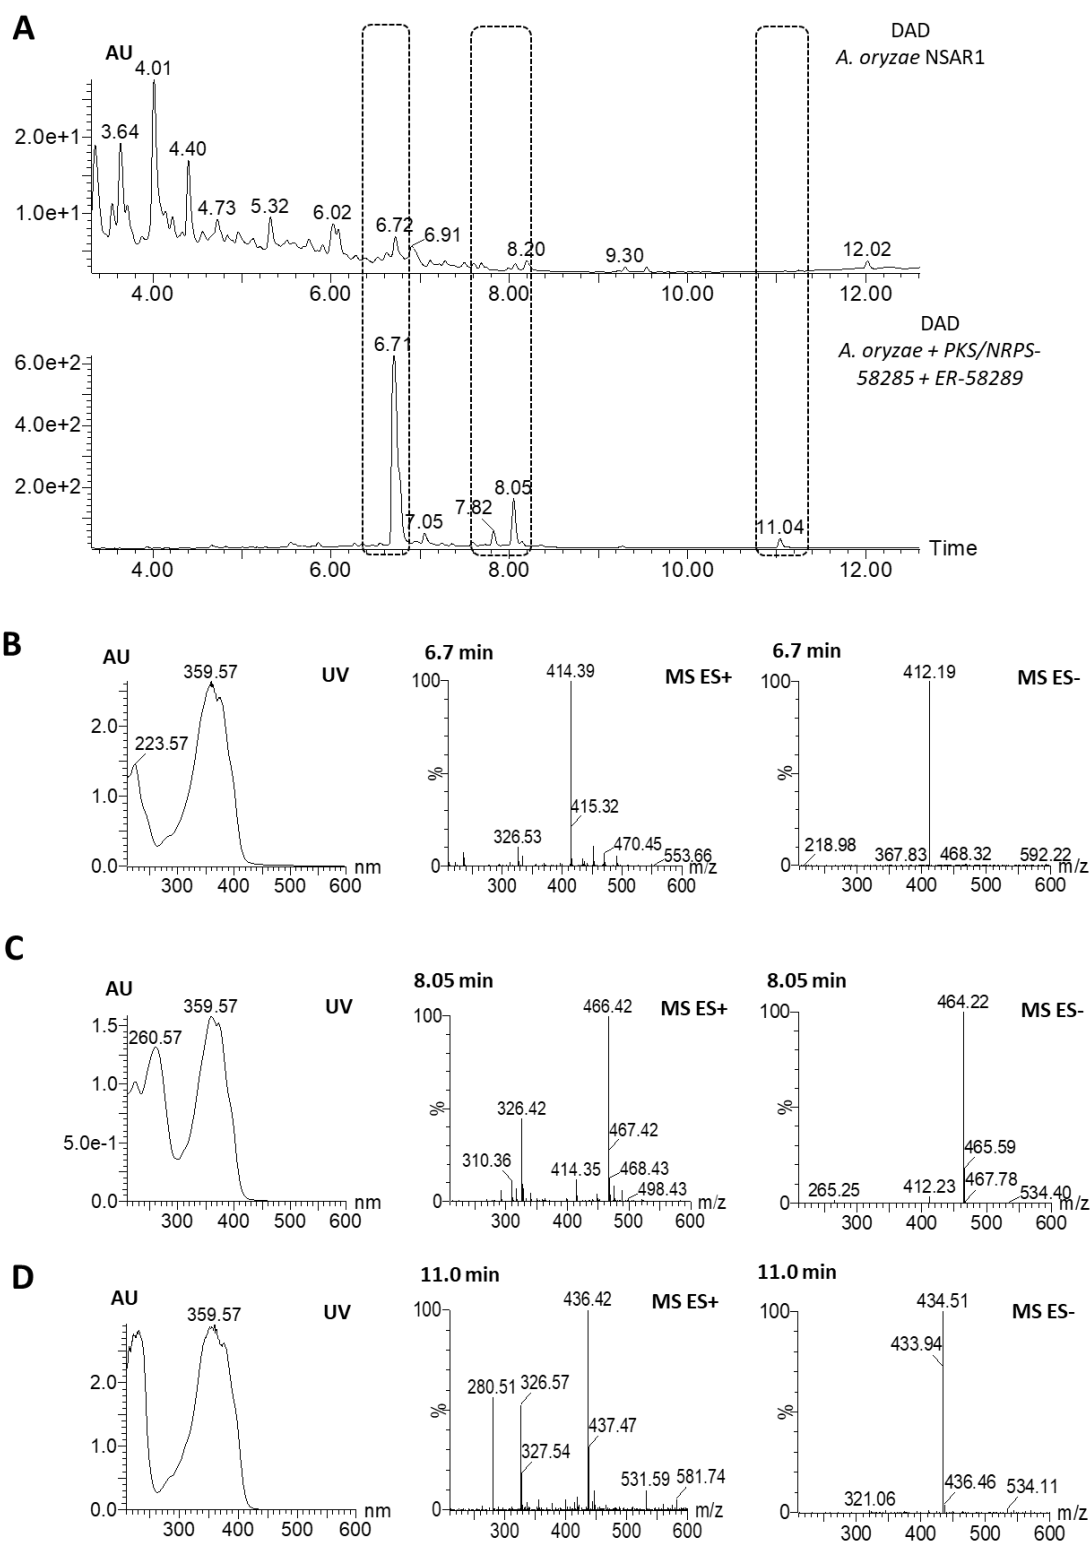 A
AU
DAD
A. oryzae NSAR1
4.01
3.64
4.40
4.73
5.32
6.02
6.72
6.91
8.20
9.30
12.02
2.0e+1
1.0e+1
4.00 6.00 8.00 10.00 12.00
DAD
A. oryzae + PKS/NRPS-
58285 + ER-58289
6.0e+2
4.0e+2
2.0e+2
6.71
7.05
7.82
8.05
11.04
Time
4.00 6.00 8.00 10.00 12.00
B
AU
UV
359.57
223.57
2.0
1.0
0.0
300 400 500 600 nm
6.7 min
MS ES+
414.39
415.32
326.53
470.45
553.66
100
%
0
300 400 500 600 m/z
6.7 min
MS ES-
412.19
218.98
367.83
468.32
592.22
100
%
0
300 400 500 600 m/z
C
AU
UV
359.57
260.57
1.5
1.0
5.0e-1
0.0
300 400 500 600 nm
8.05 min
MS ES+
466.42
326.42
467.42
310.36
414.35
468.43
498.43
100
%
0
300 400 500 600 m/z
8.05 min
MS ES-
464.22
465.59
467.78
412.23
265.25
534.40
100
%
0
300 400 500 600 m/z
D
AU
UV
359.57
2.0
1.0
0.0
300 400 500 600 nm
11.0 min
MS ES+
436.42
280.51
326.57
327.54
437.47
531.59
581.74
100
%
0
300 400 500 600 m/z
11.0 min
MS ES-
434.51
433.94
436.46
321.06
534.11
100
%
0
300 400 500 600 m/z